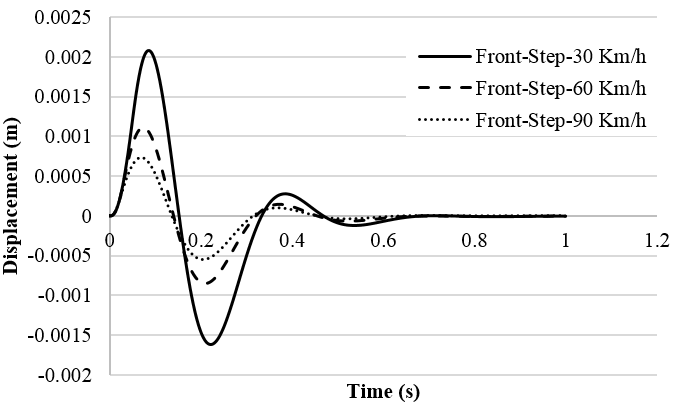 0.0025
0.002
0.0015
0.001
0.0005
0
-0.0005
-0.001
-0.0015
-0.002
Displacement (m)
Front-Step-30 Km/h
Front-Step-60 Km/h
Front-Step-90 Km/h
0 0.2 0.4 0.6 0.8 1 1.2
Time (s)